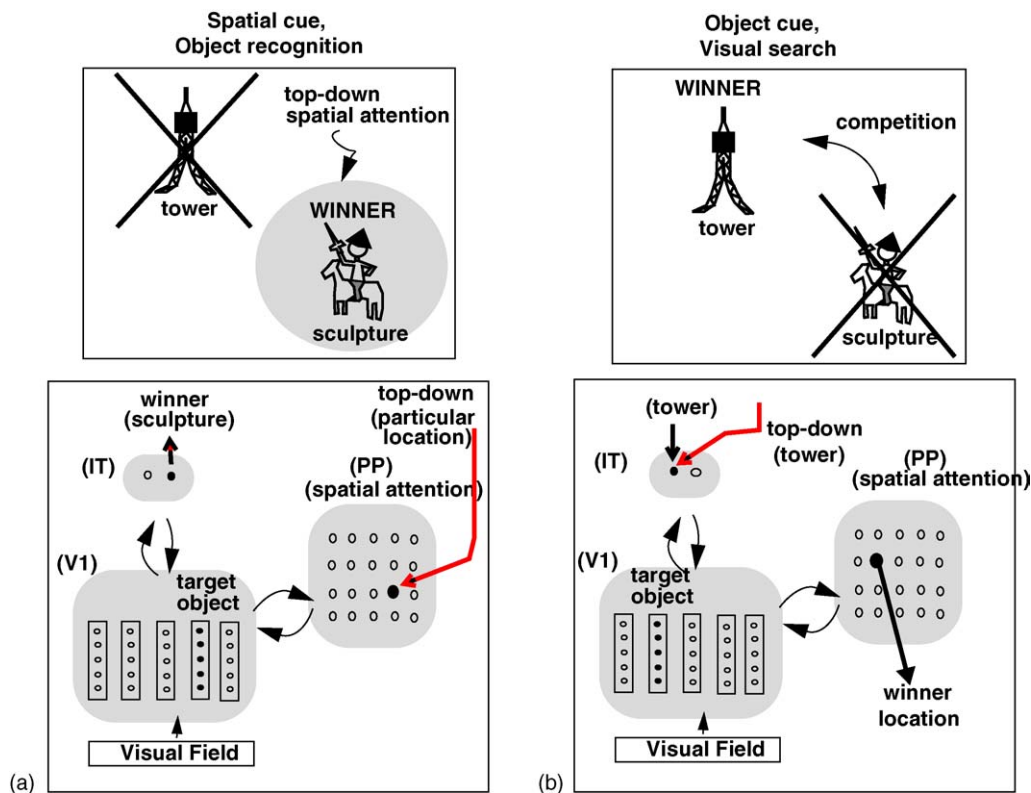 Spatial cue,
Object recognition
top-down
spatial attention
tower
WINNER
sculpture
winner
(sculpture)
top-down
(particular
location)
(IT)
(PP)
(spatial attention)
(V1)
target
object
Visual Field
(a)
Object cue,
Visual search
WINNER
competition
tower
sculpture
(tower)
top-down
(tower)
(IT)
(PP)
(spatial attention)
(V1)
target
object
winner
location
Visual Field
(b)